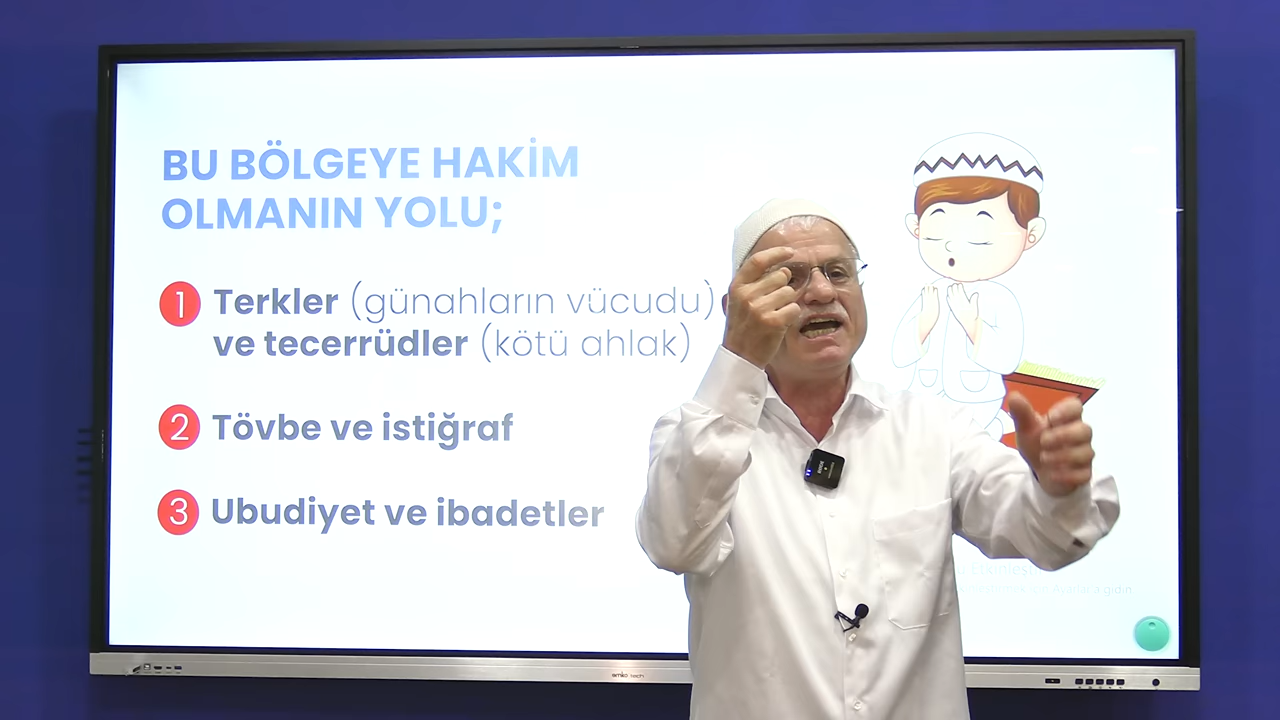 BU BÖLGEYE HAKİM
OLMANIN YOLU;
1 Terkler (günahların vücudu)
ve tecerrüdler (kötü ahlak)
2 Tövbe ve istiğraf
3 Ubudiyet ve ibadetler